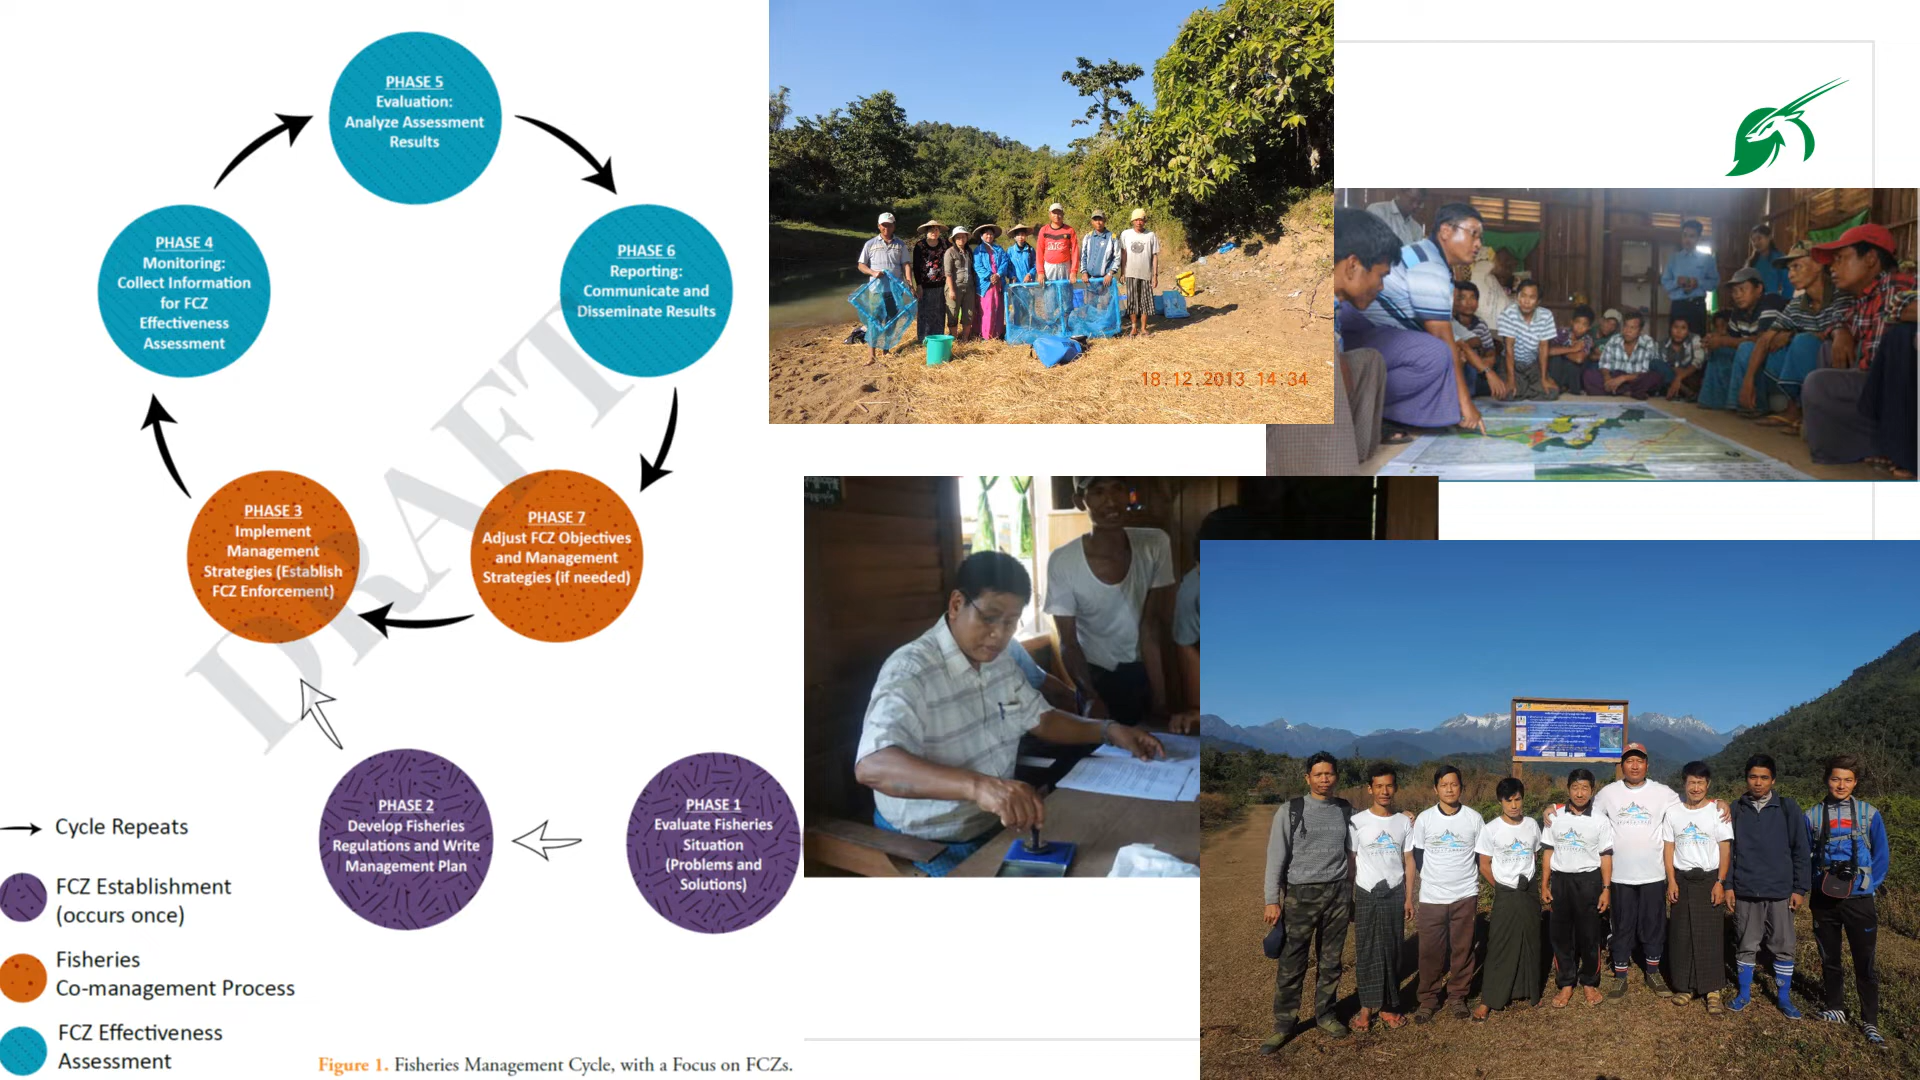 PHASE 5
Evaluation:
Analyze Assessment
Results
PHASE 4
Monitoring:
Collect Information
for FCZ
Effectiveness
Assessment
PHASE 6
Reporting:
Communicate and
Disseminate Results
PHASE 3
Implement
Management
Strategies (Establish
FCZ Enforcement)
PHASE 7
Adjust FCZ Objectives
and Management
Strategies (if needed)
DRAFT
PHASE 2
Develop Fisheries
Regulations and Write
Management Plan
PHASE 1
Evaluate Fisheries
Situation
(Problems and
Solutions)
Cycle Repeats
FCZ Establishment
(occurs once)
Fisheries
Co-management Process
FCZ Effectiveness
Assessment
Figure 1. Fisheries Management Cycle, with a Focus on FCZs.
18.12.2013 14:34